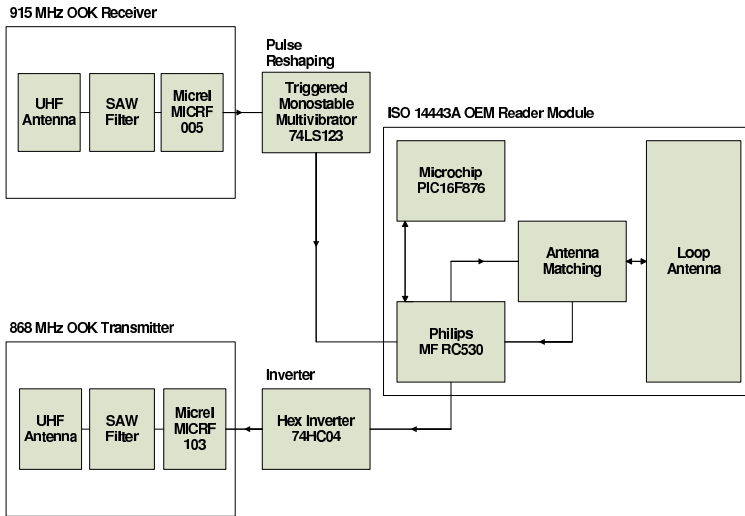 915 MHz OOK Receiver
UHF
Antenna
SAW
Filter
Micrel
MICRF
005
Pulse
Reshaping
Triggered
Monostable
Multivibrator
74LS123
ISO 14443A OEM Reader Module
Microchip
PIC16F876
Antenna
Matching
Loop
Antenna
Philips
MF RC530
868 MHz OOK Transmitter
UHF
Antenna
SAW
Filter
Micrel
MICRF
103
Inverter
Hex Inverter
74HC04